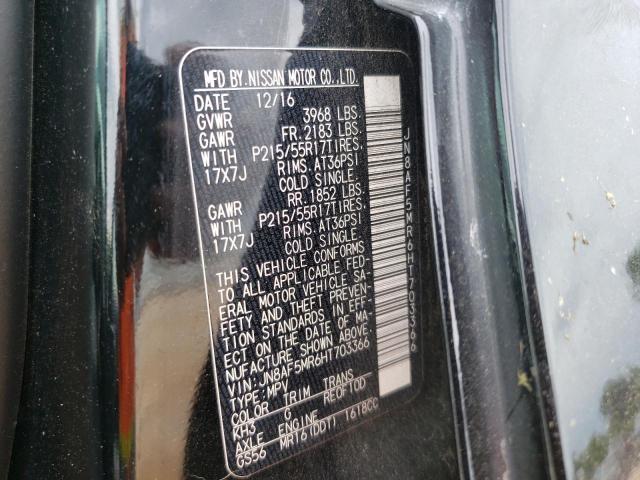 MFD BY.NISSAN MOTOR CO.,LTD.
DATE 12/16
GVWR 3968 LBS.
GAWR FR. 2183 LBS.
WITH P215/55R17TIRES.
17X7J RIMS. AT36PSI
COLD SINGLE.
GAWR RR. 1852 LBS.
WITH P215/55R17TIRES.
17X7J RIMS. AT36PSI
COLD SINGLE.
THIS VEHICLE CONFORMS
TO ALL APPLICABLE FED-
ERAL MOTOR VEHICLE SA-
FETY AND THEFT PREVEN-
TION STANDARDS IN EFF-
ECT ON THE DATE OF MA-
NUFACTURE SHOWN ABOVE.
VIN: JN8AF5MR6HT703366
TYPE: MPV
COLOR TRIM TRANS
KH3 G RE0F10D
AXLE ENGINE
GS56 MR16(DDT) 1618CC
JN8AF5MR6HT703366